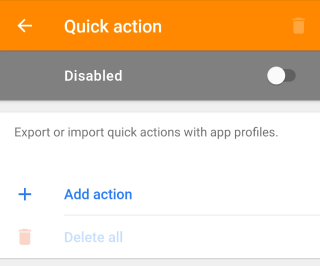 Quick action
Disabled
Export or import quick actions with app profiles.
Add action
Delete all